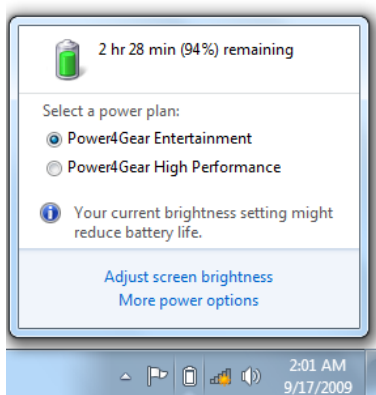 2 hr 28 min (94%) remaining
Select a power plan:
Power4Gear Entertainment
Power4Gear High Performance
Your current brightness setting might
reduce battery life.
Adjust screen brightness
More power options
2:01 AM
9/17/2009